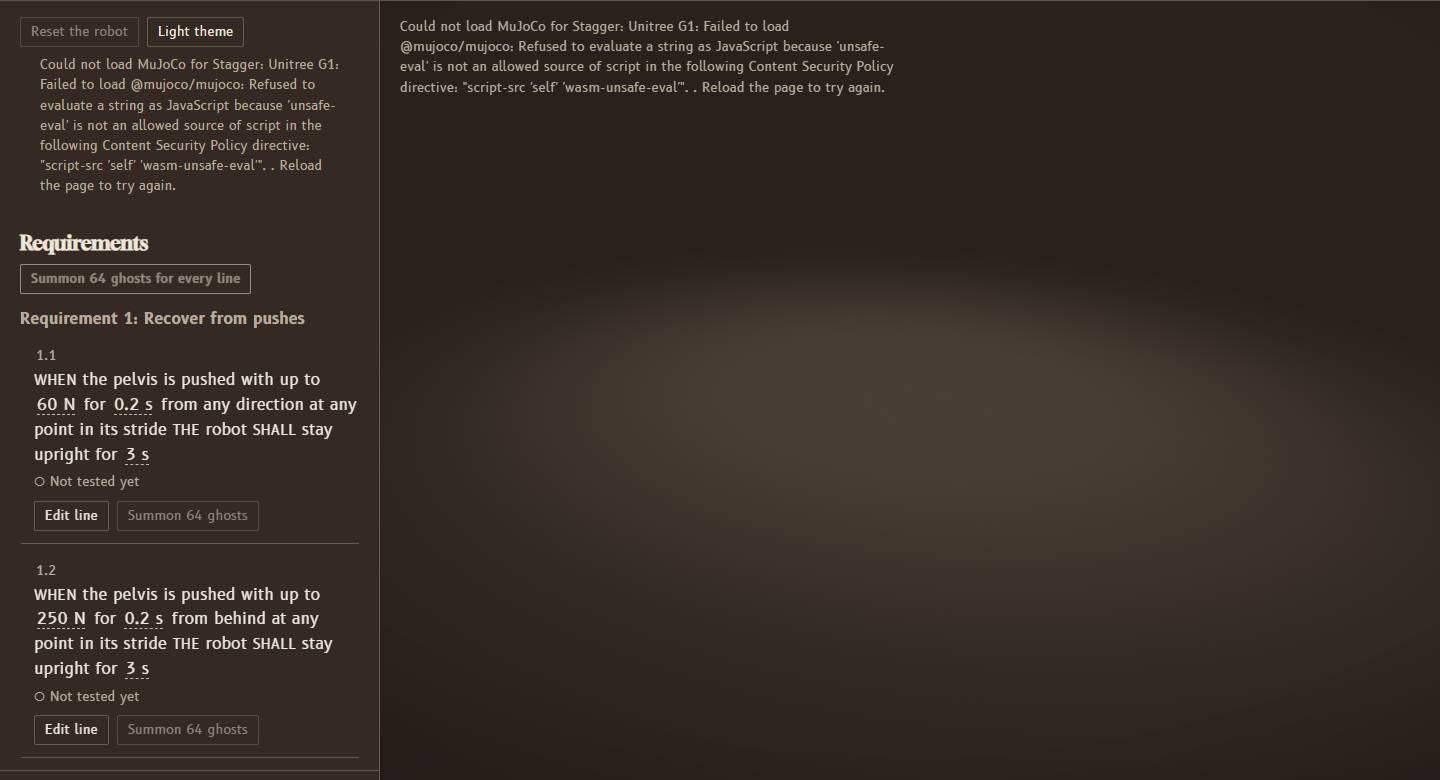 Reset the robot
Light theme
Could not load MuJoCo for Stagger: Unitree G1:
Failed to load @mujoco/mujoco: Refused to
evaluate a string as JavaScript because 'unsafe-
eval' is not an allowed source of script in the
following Content Security Policy directive:
"script-src 'self' 'wasm-unsafe-eval'". . Reload
the page to try again.
Requirements
Summon 64 ghosts for every line
Requirement 1: Recover from pushes
1.1
WHEN the pelvis is pushed with up to
60 N for 0.2 s from any direction at any
point in its stride THE robot SHALL stay
upright for 3 s
Not tested yet
Edit line
Summon 64 ghosts
1.2
WHEN the pelvis is pushed with up to
250 N for 0.2 s from behind at any
point in its stride THE robot SHALL stay
upright for 3 s
Not tested yet
Edit line
Summon 64 ghosts
Could not load MuJoCo for Stagger: Unitree G1: Failed to load
@mujoco/mujoco: Refused to evaluate a string as JavaScript because 'unsafe-
eval' is not an allowed source of script in the following Content Security Policy
directive: "script-src 'self' 'wasm-unsafe-eval'". . Reload the page to try again.